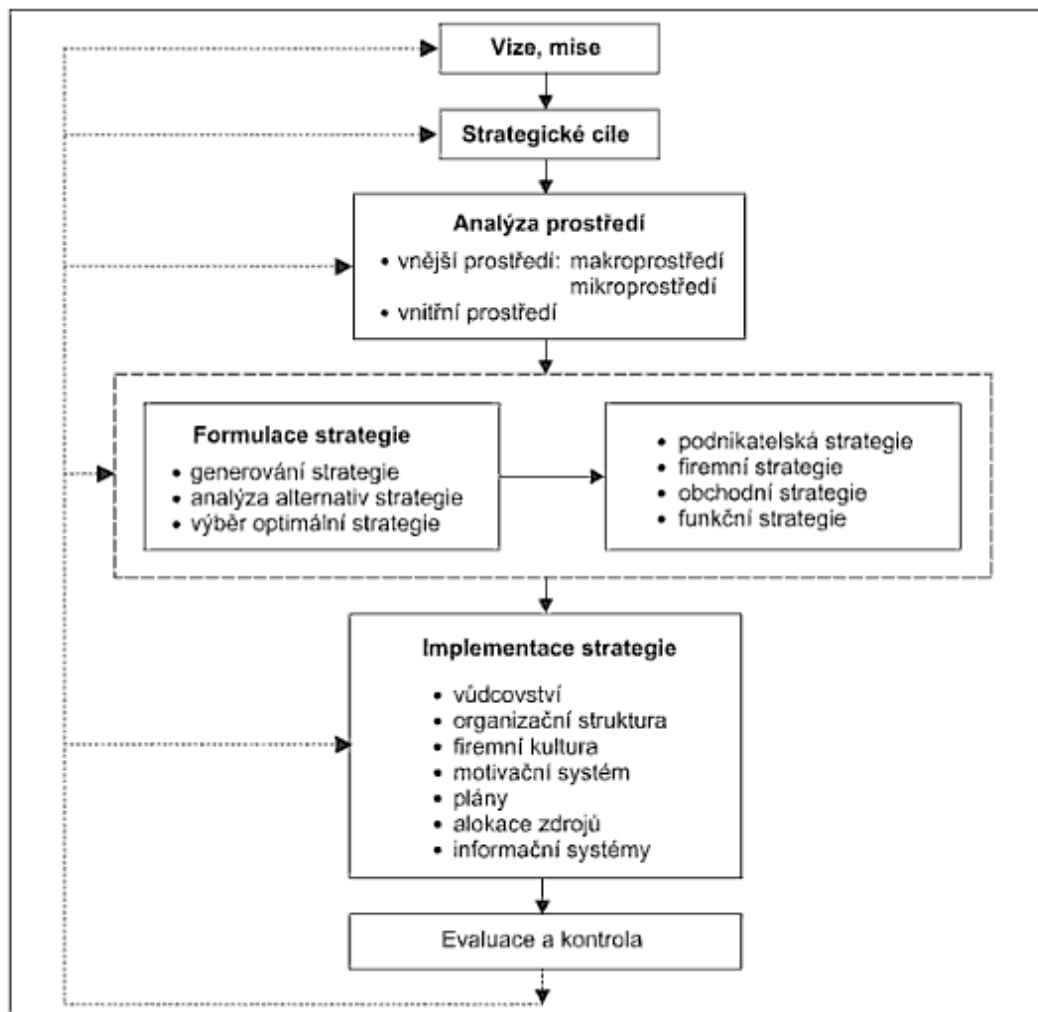 Vize, mise
Strategické cíle
Analýza prostředí
• vnější prostředí: makroprostředí
mikroprostředí
• vnitřní prostředí
Formulace strategie
• generování strategie
• analýza alternativ strategie
• výběr optimální strategie
• podnikatelská strategie
• firemní strategie
• obchodní strategie
• funkční strategie
Implementace strategie
• vůdcovství
• organizační struktura
• firemní kultura
• motivační systém
• plány
• alokace zdrojů
• informační systémy
Evaluace a kontrola